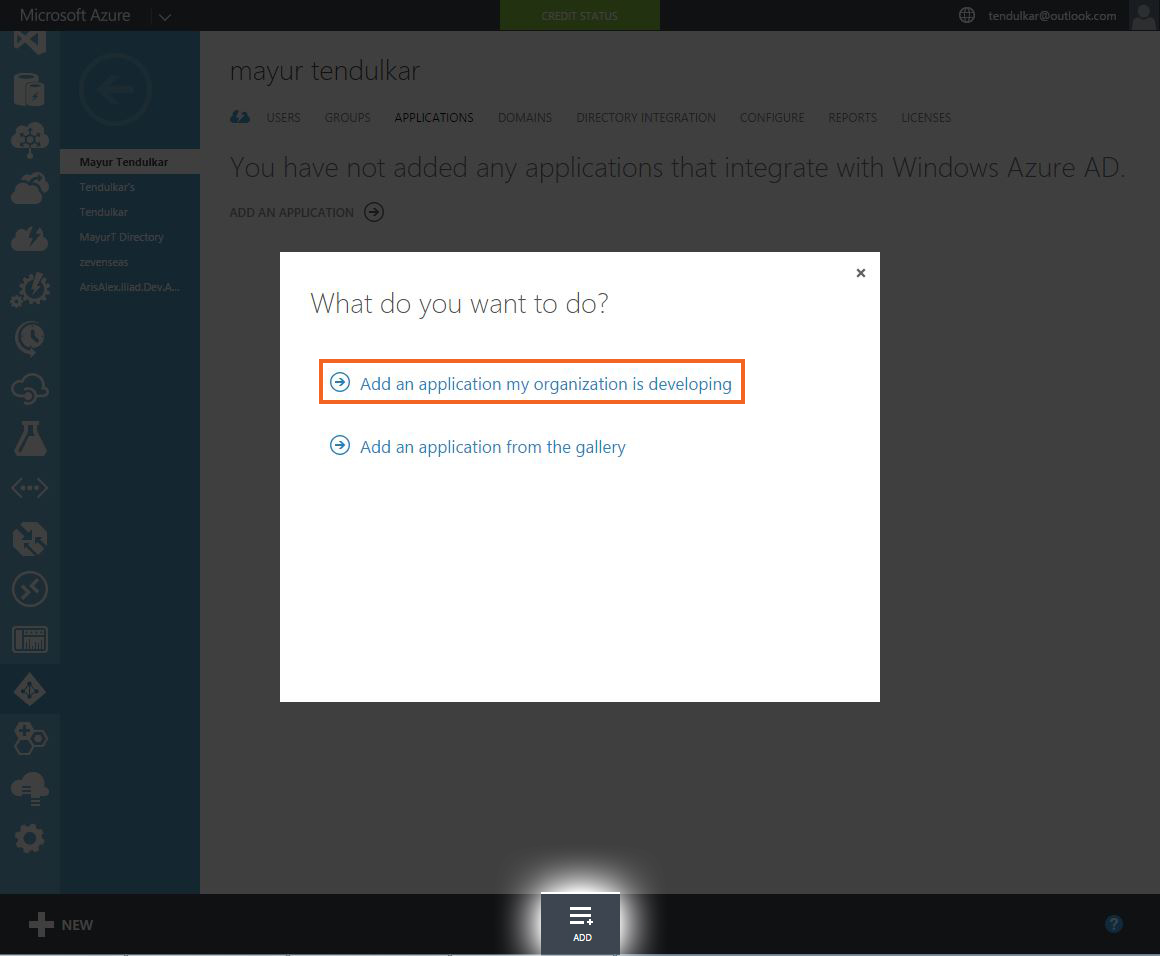 Microsoft Azure
CREDIT STATUS
tendulkar@outlook.com
mayur tendulkar
USERS GROUPS APPLICATIONS DOMAINS DIRECTORY INTEGRATION CONFIGURE REPORTS LICENSES
You have not added any applications that integrate with Windows Azure AD.
ADD AN APPLICATION
Mayur Tendulkar
Tendulkar's
Tendulkar
MayurT Directory
zevenseas
ArisAlex.Iliad.Dev.A...
×
What do you want to do?
Add an application my organization is developing
Add an application from the gallery
NEW
ADD
?